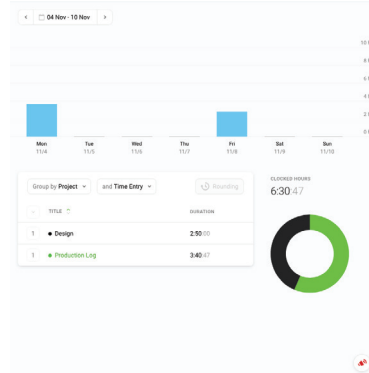 04 Nov - 10 Nov
10 
8 
6 
4 
2 
0 
Mon Tue Wed Thu Fri Sat Sun
11/4 11/5 11/6 11/7 11/8 11/9 11/10
Group by Project and Time Entry Rounding
CLOCKED HOURS
6:30:47
TITLE DURATION
1 Design 2:50:00
1 Production Log 3:40:47